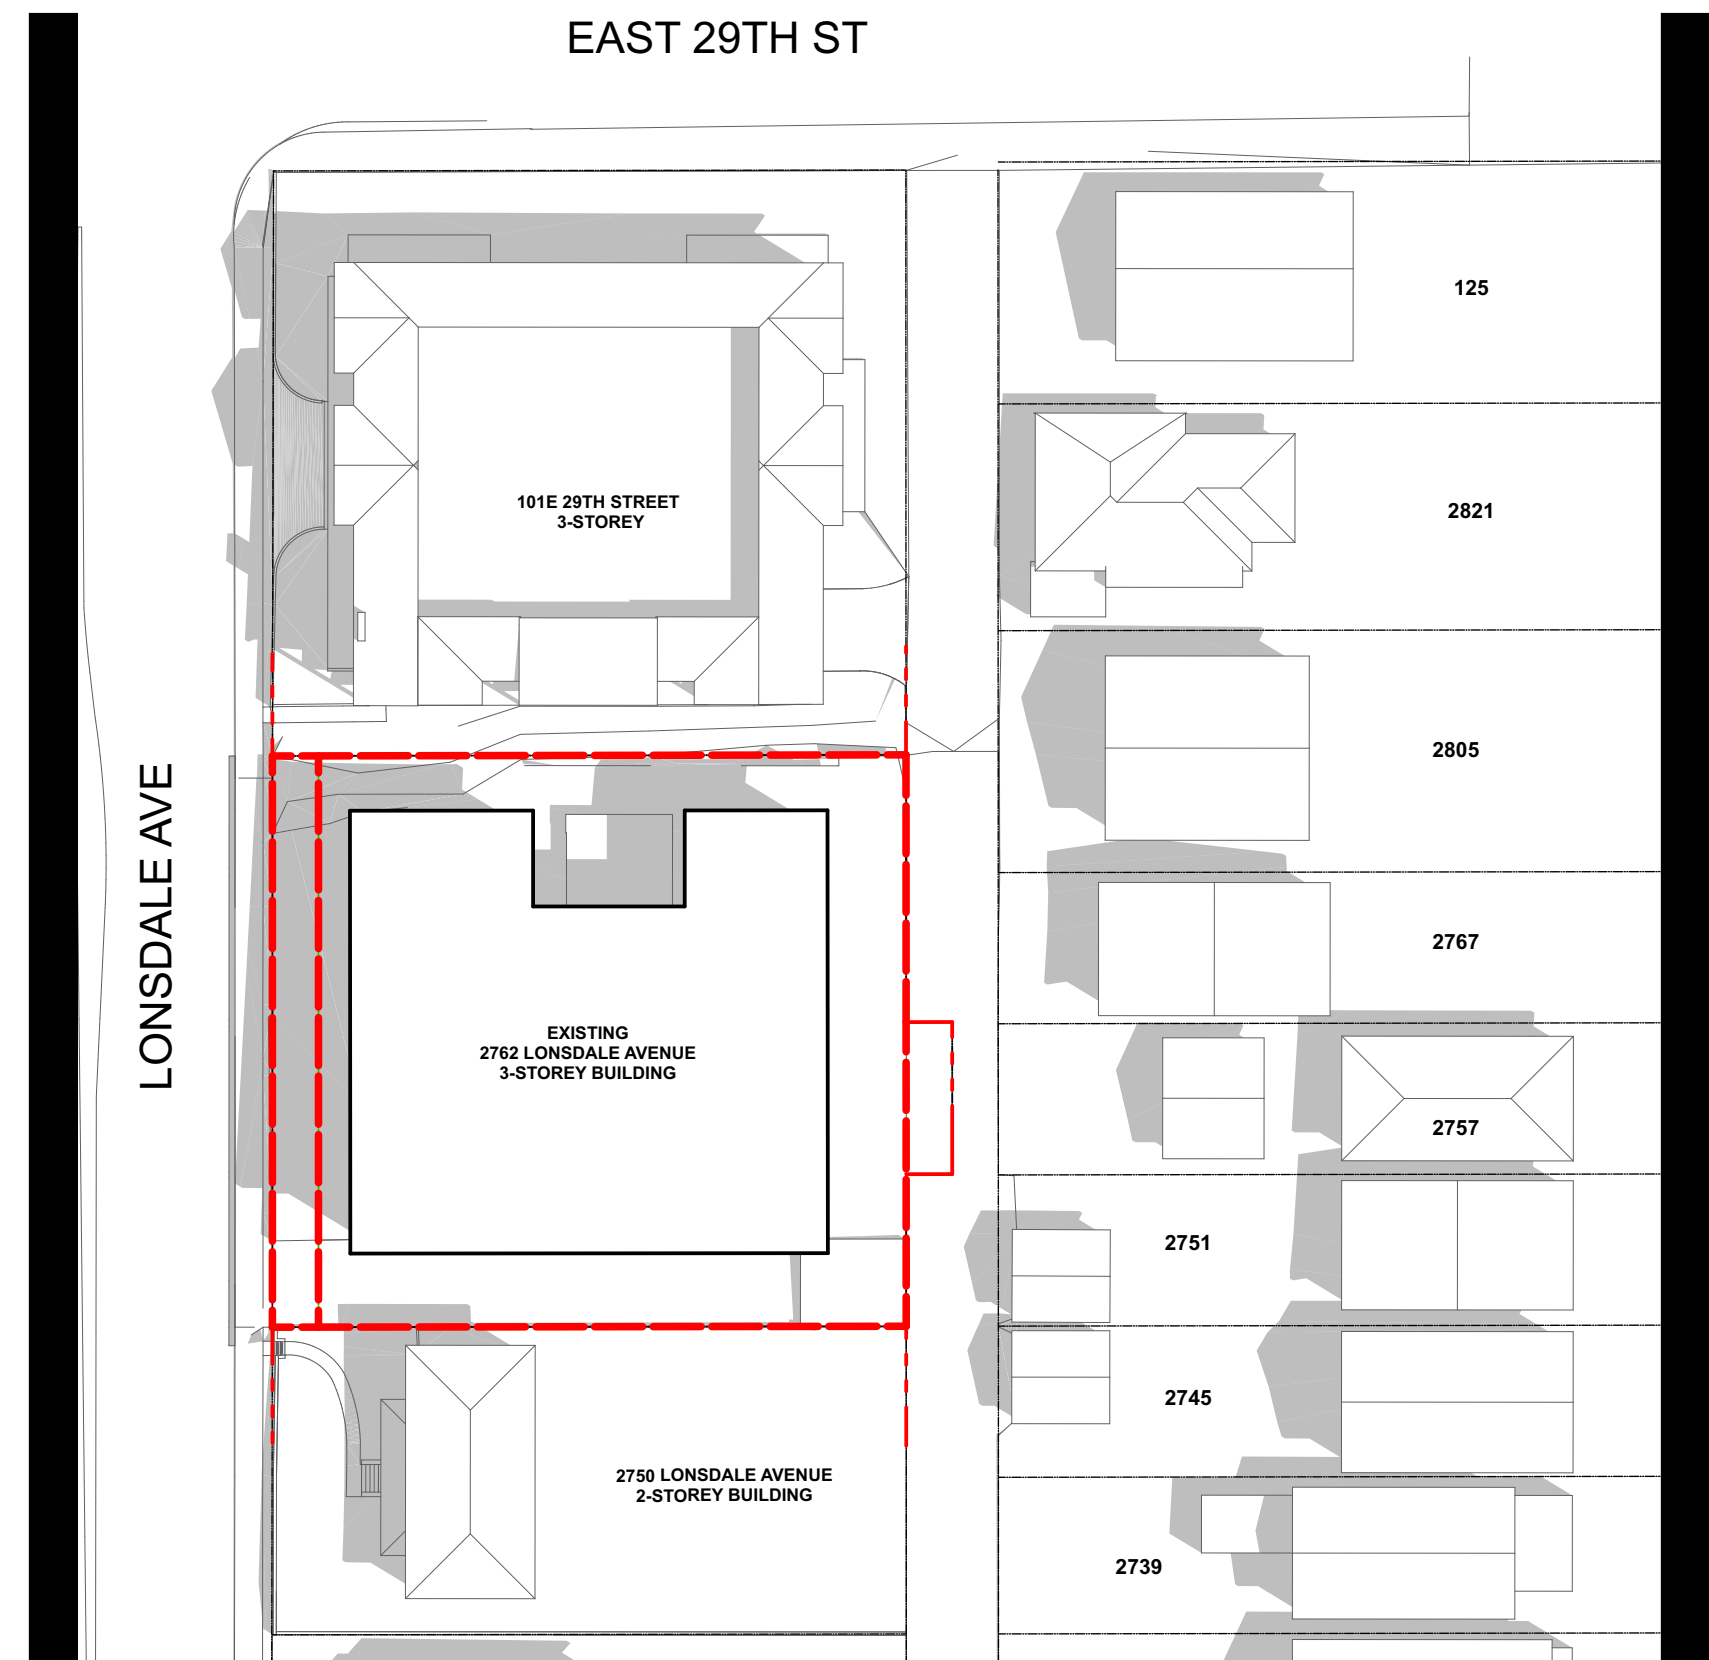 EAST 29TH ST
125
101E 29TH STREET
3-STOREY
2821
2805
LONSDALE AVE
2767
EXISTING
2762 LONSDALE AVENUE
3-STOREY BUILDING
2757
2751
2745
2750 LONSDALE AVENUE
2-STOREY BUILDING
2739